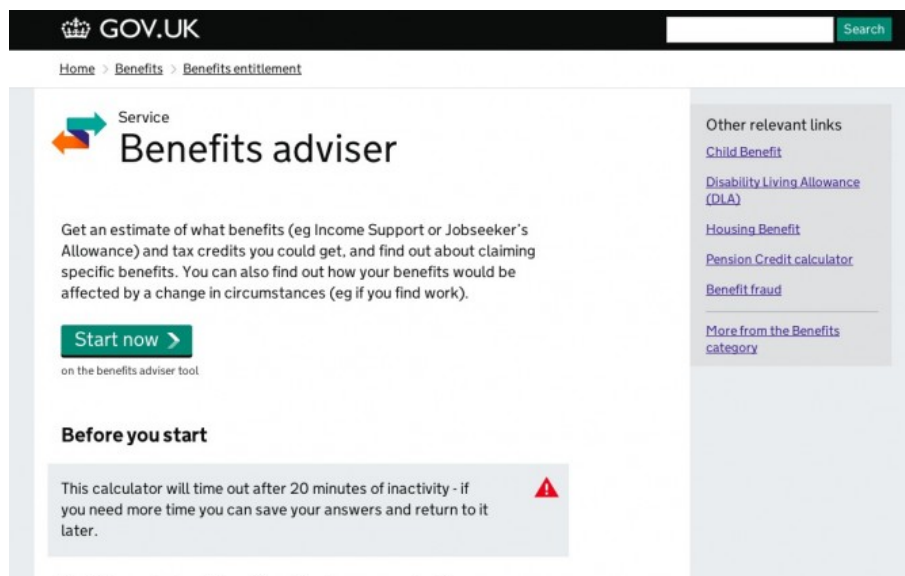 GOV.UK
Search
Home > Benefits > Benefits entitlement
Service
Benefits adviser
Get an estimate of what benefits (eg Income Support or Jobseeker's
Allowance) and tax credits you could get, and find out about claiming
specific benefits. You can also find out how your benefits would be
affected by a change in circumstances (eg if you find work).
Start now
on the benefits adviser tool
Before you start
This calculator will time out after 20 minutes of inactivity - if
you need more time you can save your answers and return to it
later.
Other relevant links
Child Benefit
Disability Living Allowance
(DLA)
Housing Benefit
Pension Credit calculator
Benefit fraud
More from the Benefits
category